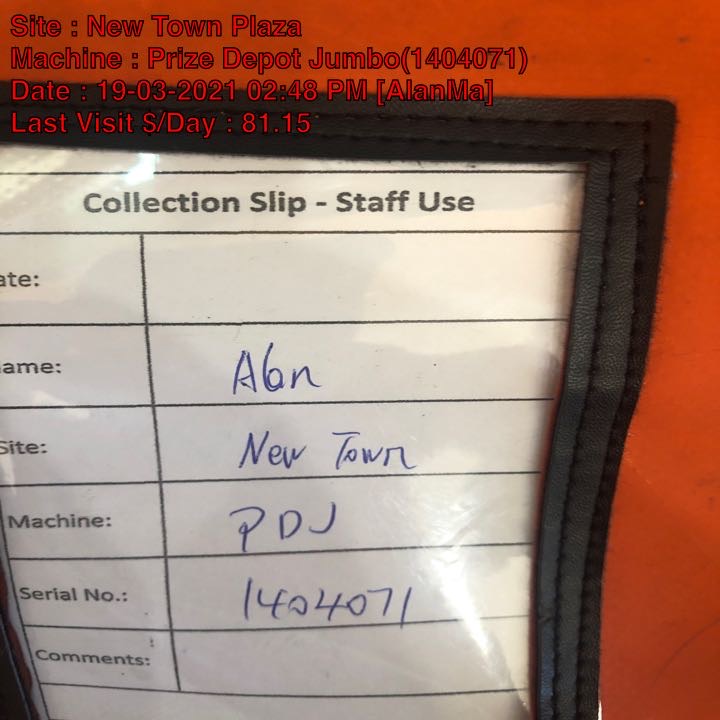 Site : New Town Plaza
Machine : Prize Depot Jumbo(1404071)
Date : 19-03-2021 02:48 PM [AlanMa]
Last Visit $/Day : 81.15
Collection Slip - Staff Use
ate:
ame: Alan
Site: New Town
Machine: PDJ
Serial No.: 1404071
Comments: